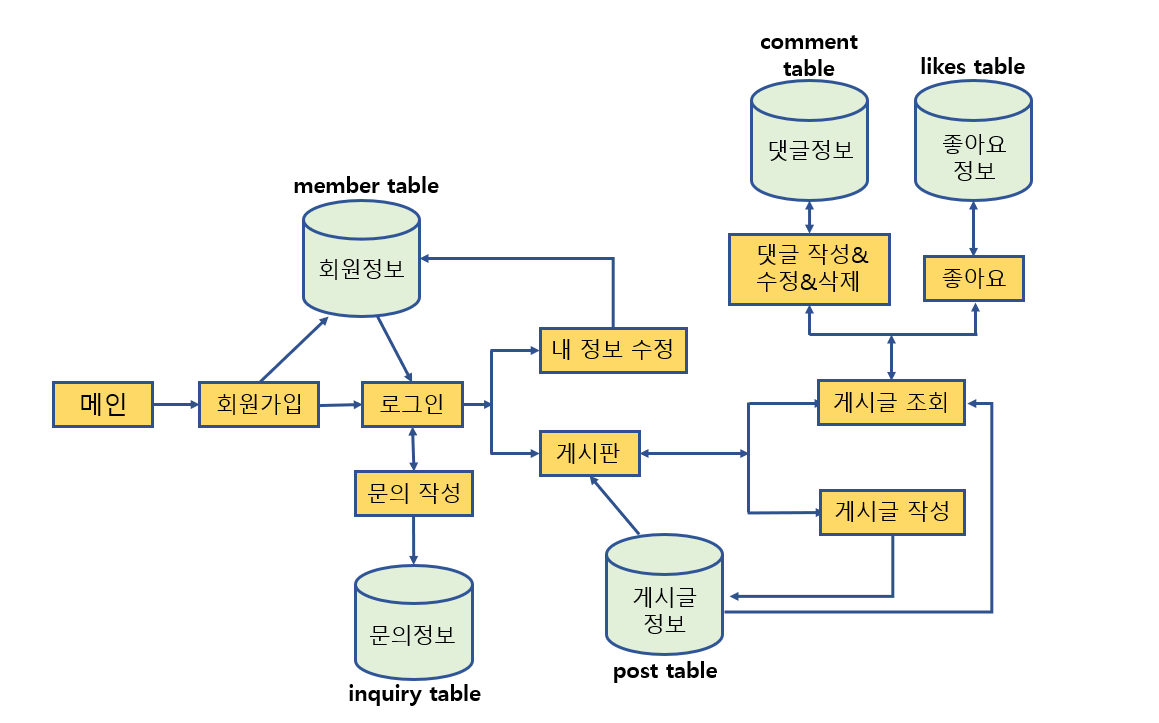 comment
table
likes table
댓글정보
좋아요
정보
member table
회원정보
댓글 작성&
수정&삭제
좋아요
내 정보 수정
메인
회원가입
로그인
게시글 조회
게시판
문의 작성
게시글 작성
게시글
정보
문의정보
post table
inquiry table